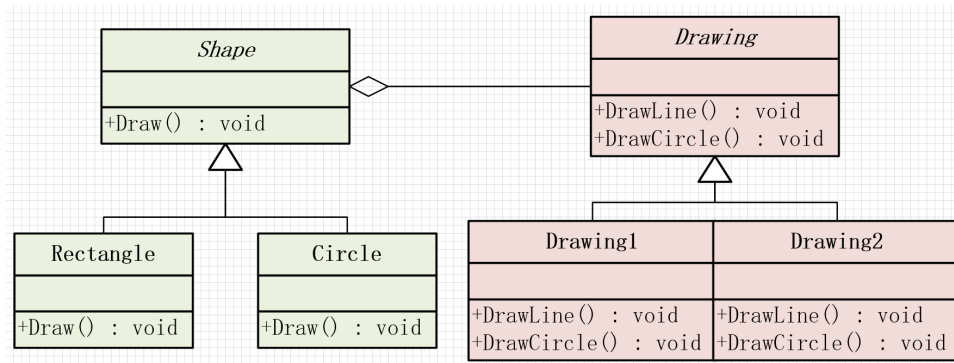 Shape
+Draw() : void
Drawing
+DrawLine() : void
+DrawCircle() : void
Rectangle
+Draw() : void
Circle
+Draw() : void
Drawing1
+DrawLine() : void
+DrawCircle() : void
Drawing2
+DrawLine() : void
+DrawCircle() : void